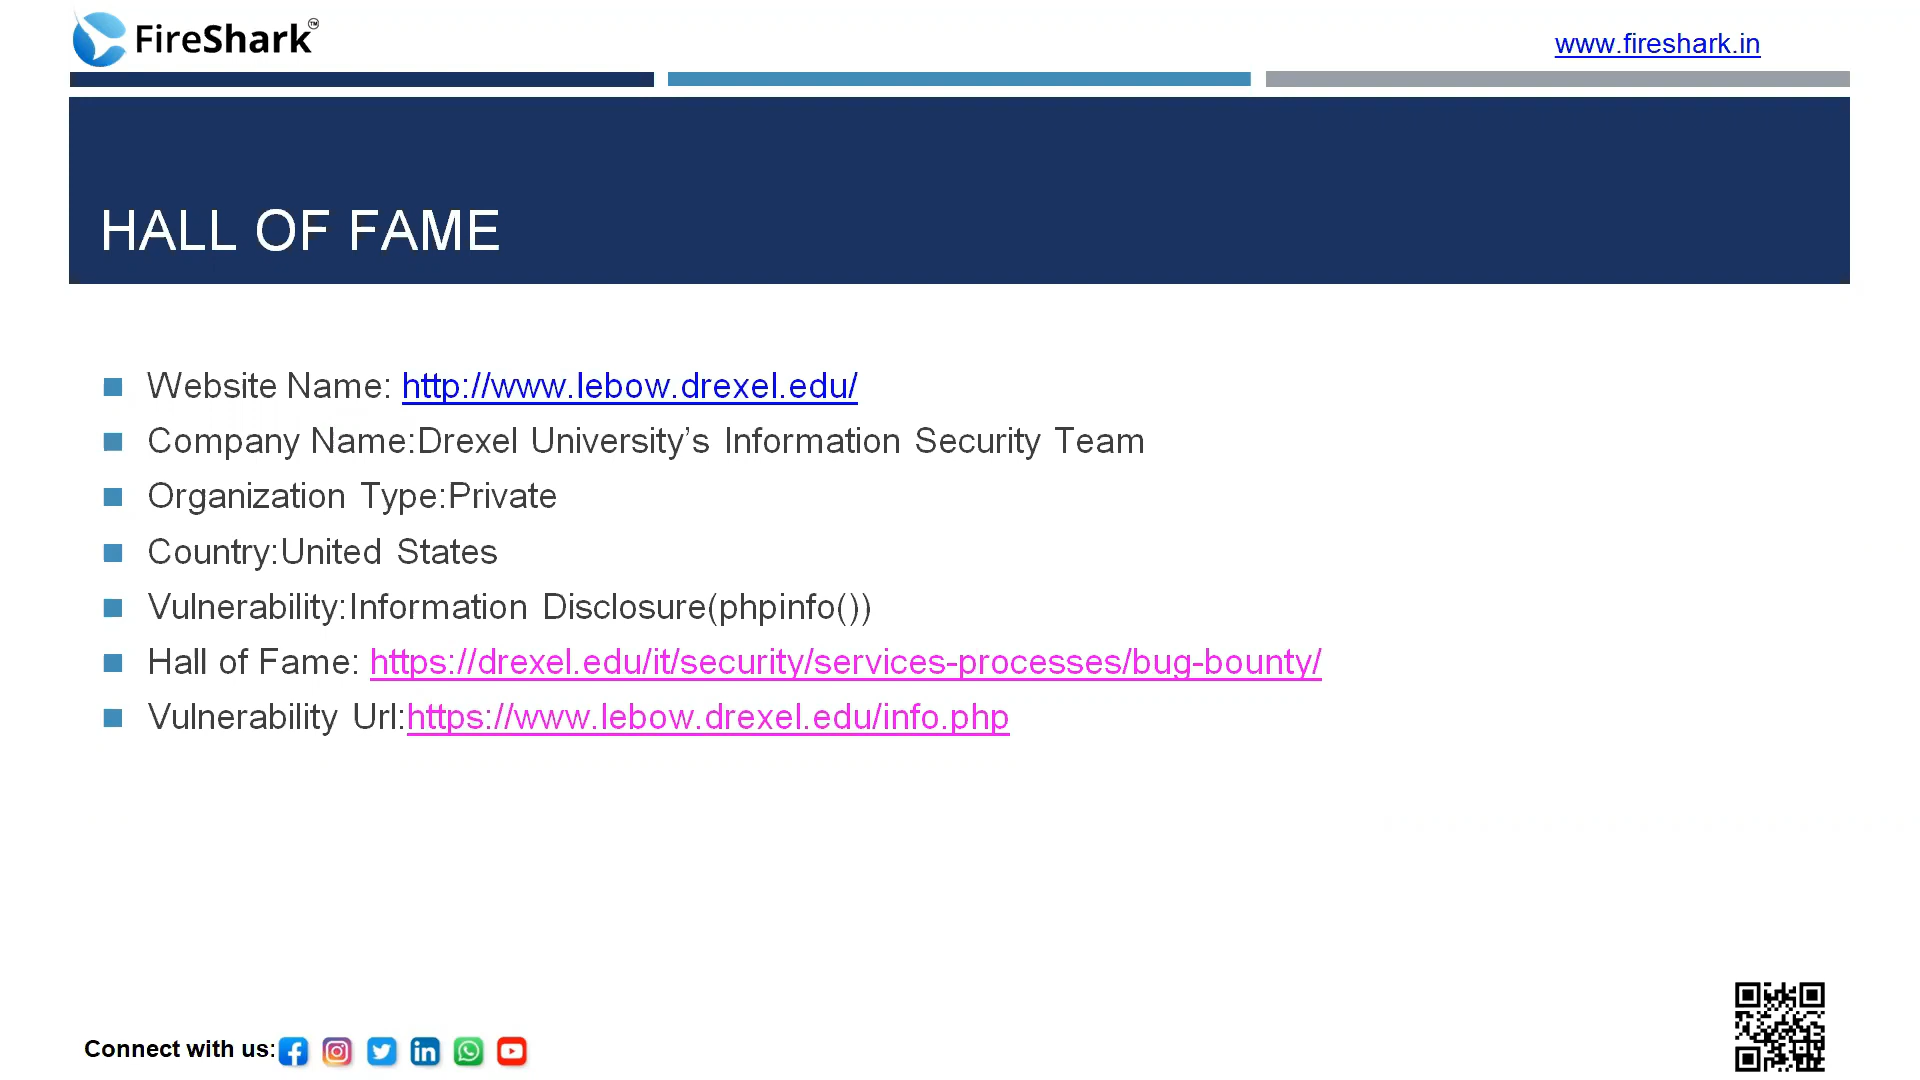 FireShark™
www.fireshark.in
HALL OF FAME
Website Name: http://www.lebow.drexel.edu/
Company Name:Drexel University’s Information Security Team
Organization Type:Private
Country:United States
Vulnerability:Information Disclosure(phpinfo())
Hall of Fame: https://drexel.edu/it/security/services-processes/bug-bounty/
Vulnerability Url:https://www.lebow.drexel.edu/info.php
Connect with us: